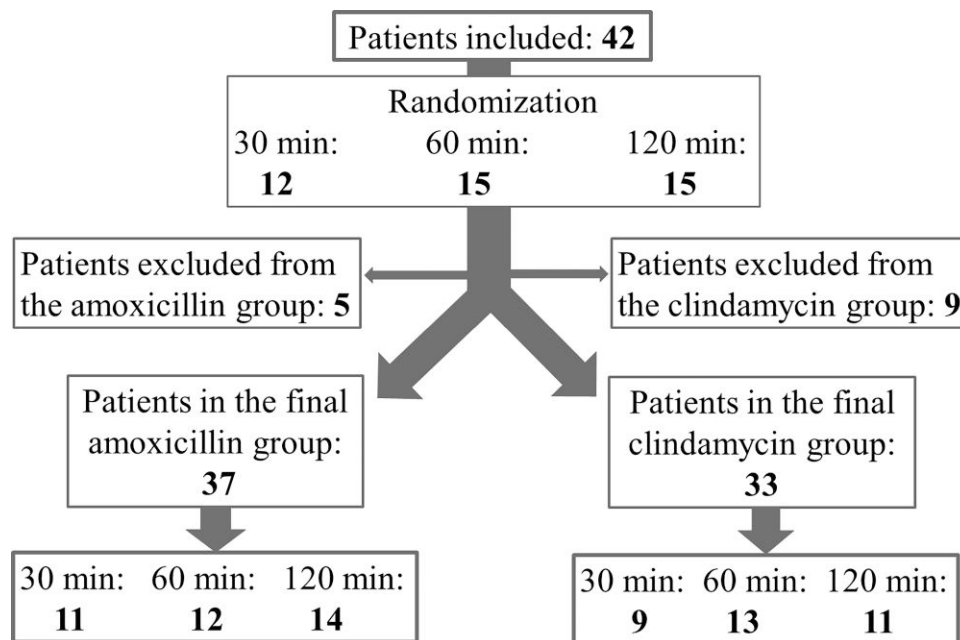 Patients included: 42
Randomization
30 min: 60 min: 120 min:
12 15 15
Patients excluded from
the amoxicillin group: 5
Patients excluded from
the clindamycin group: 9
Patients in the final
amoxicillin group:
37
Patients in the final
clindamycin group:
33
30 min: 60 min: 120 min:
11 12 14
30 min: 60 min: 120 min:
9 13 11